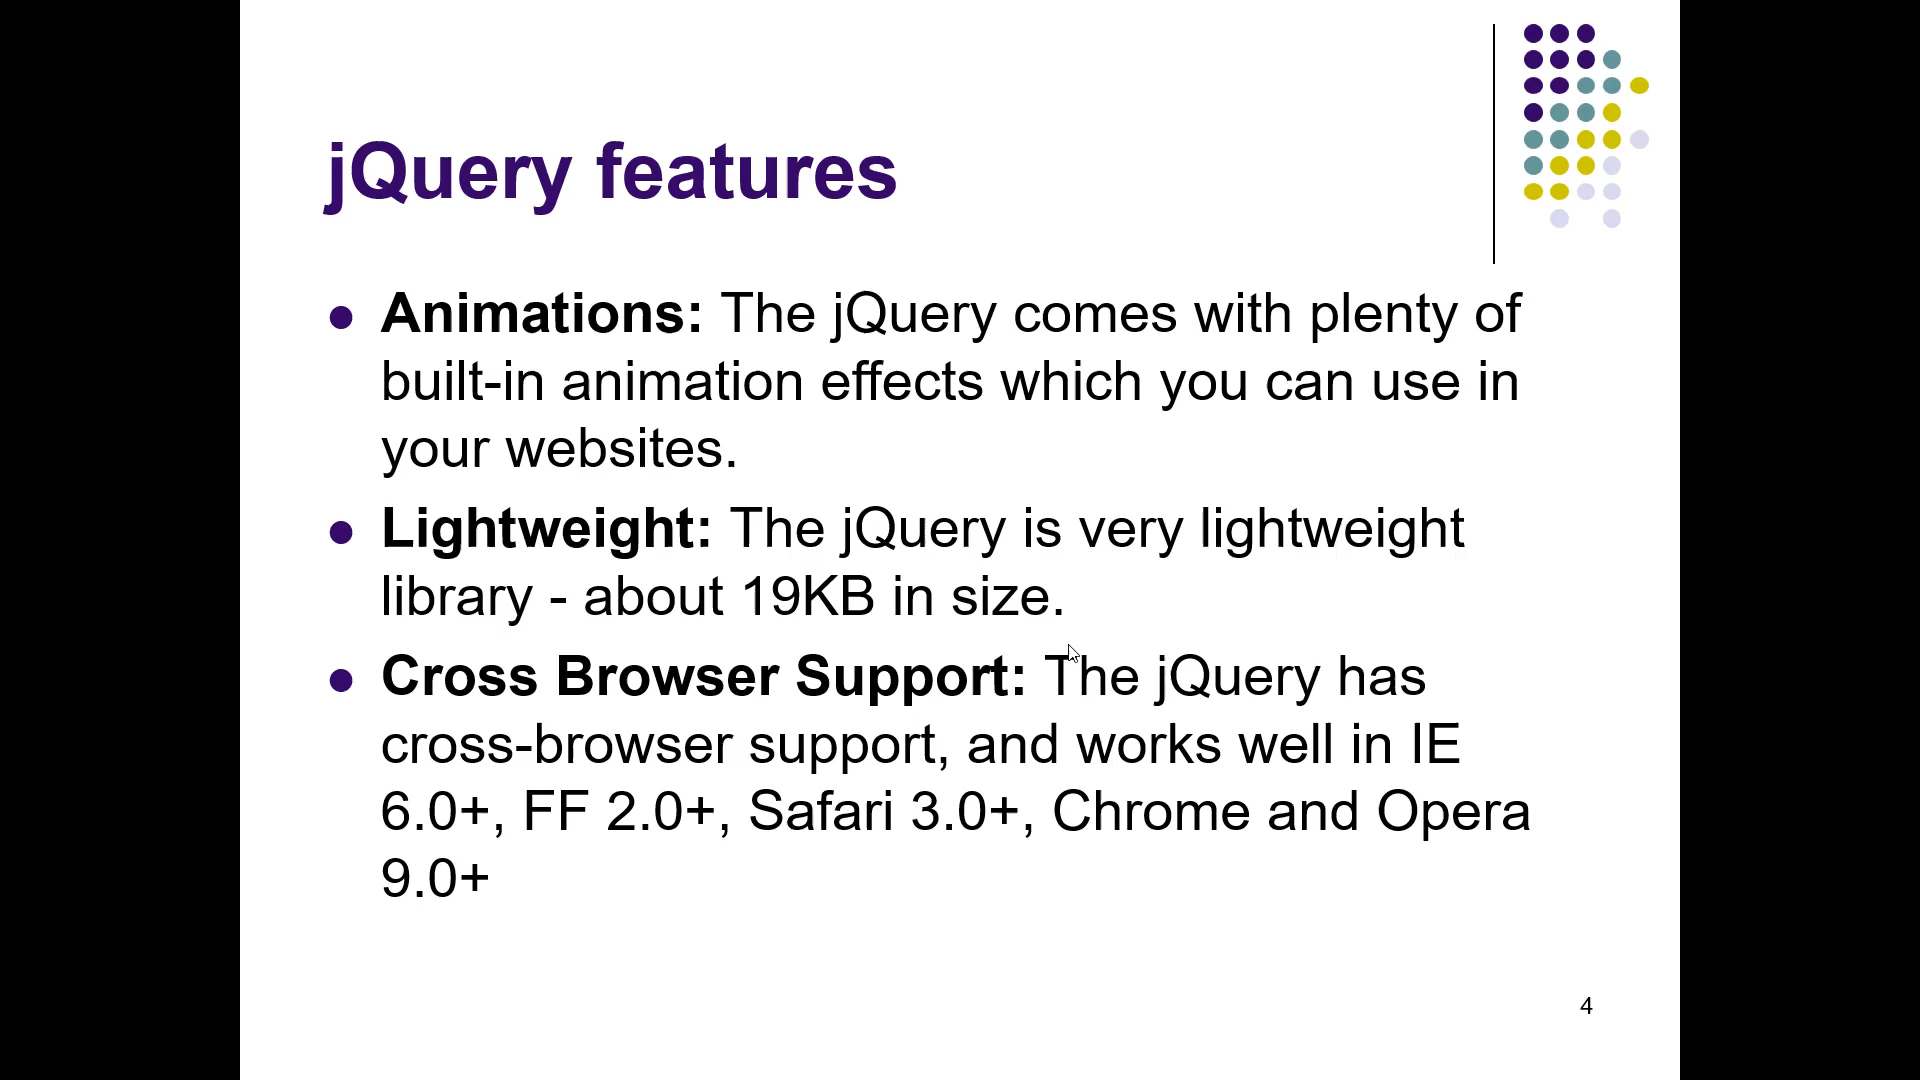 jQuery features
Animations: The jQuery comes with plenty of
built-in animation effects which you can use in
your websites.
Lightweight: The jQuery is very lightweight
library - about 19KB in size.
Cross Browser Support: The jQuery has
cross-browser support, and works well in IE
6.0+, FF 2.0+, Safari 3.0+, Chrome and Opera
9.0+
4